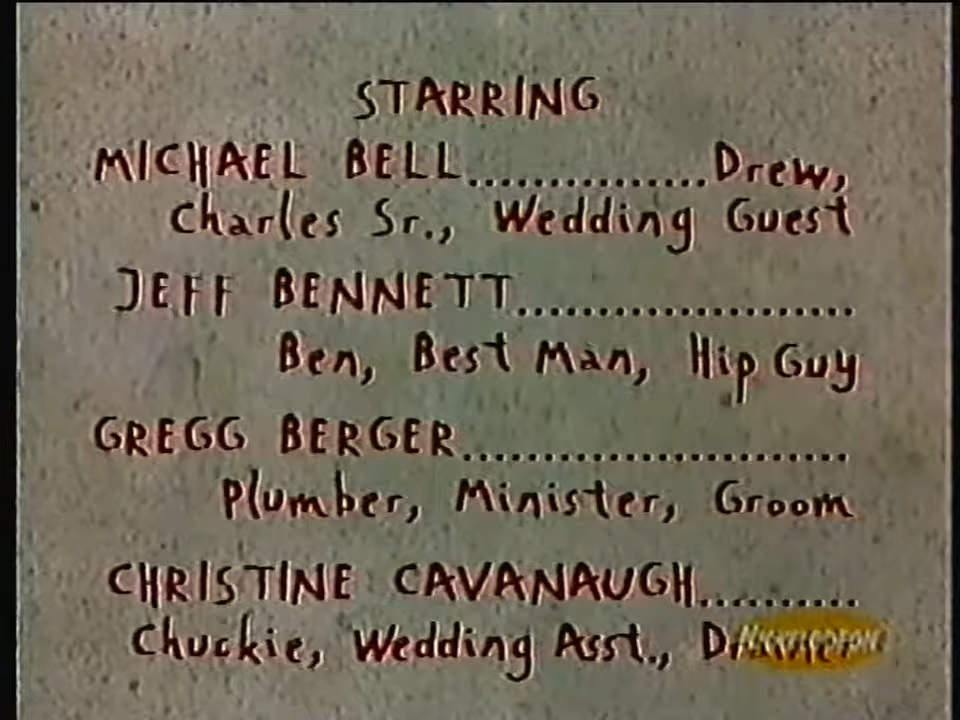 STARRING
MICHAEL BELL...............Drew,
Charles Sr., Wedding Guest
JEFF BENNETT......................
Ben, Best Man, Hip Guy
GREGG BERGER.........................
Plumber, Minister, Groom
CHRISTINE CAVANAUGH..........
Chuckie, Wedding Asst.,
NICKELODEON